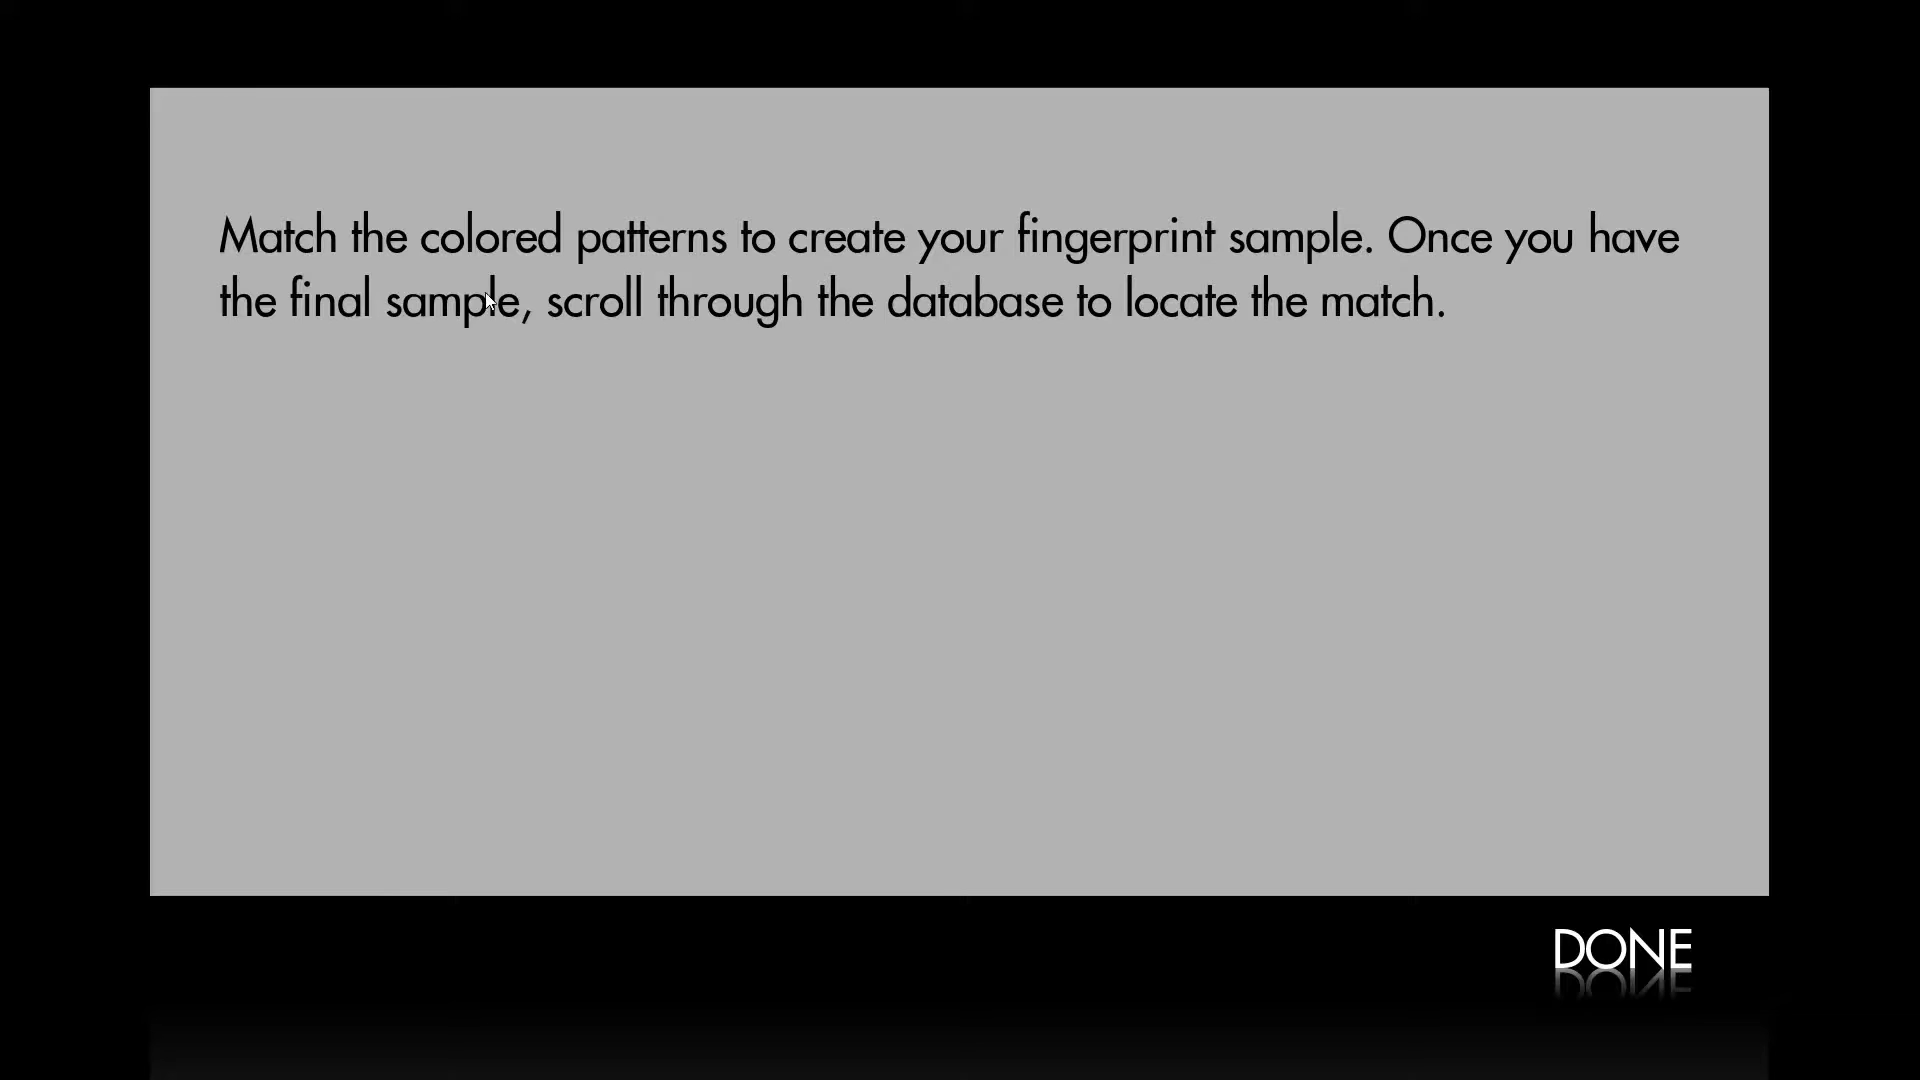 Match the colored patterns to create your fingerprint sample. Once you have
the final sample, scroll through the database to locate the match.
DONE